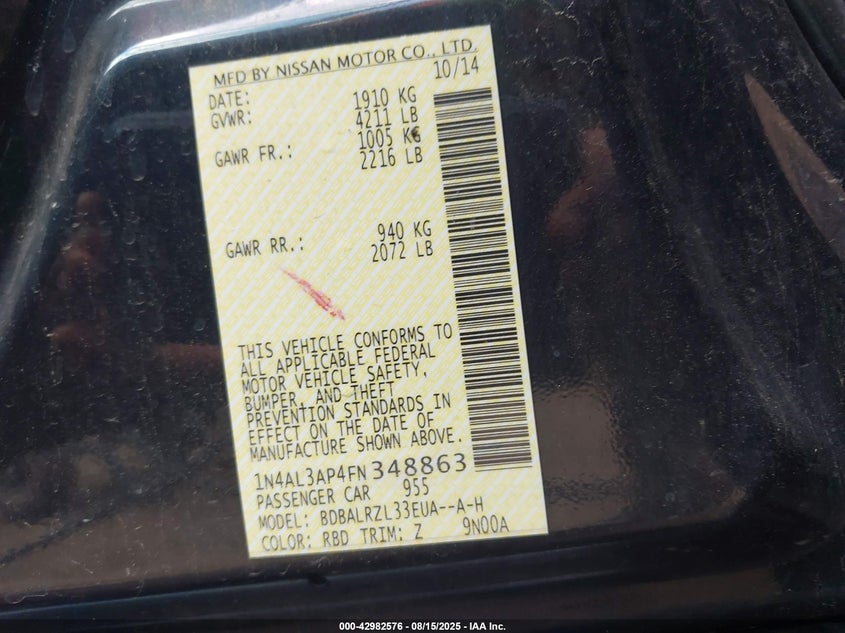 MFD BY NISSAN MOTOR CO., LTD.
DATE: 10/14
GVWR: 1910 KG
4211 LB
GAWR FR.: 1005 KG
2216 LB
GAWR RR.: 940 KG
2072 LB
THIS VEHICLE CONFORMS TO
ALL APPLICABLE FEDERAL
MOTOR VEHICLE SAFETY,
BUMPER, AND THEFT
PREVENTION STANDARDS IN
EFFECT ON THE DATE OF
MANUFACTURE SHOWN ABOVE.
1N4AL3AP4FN348863
PASSENGER CAR 955
MODEL: BDBALRZL33EUA--A-H
COLOR: RBD TRIM: Z 9N00A
000-42982576 - 08/15/2025 - IAA Inc.